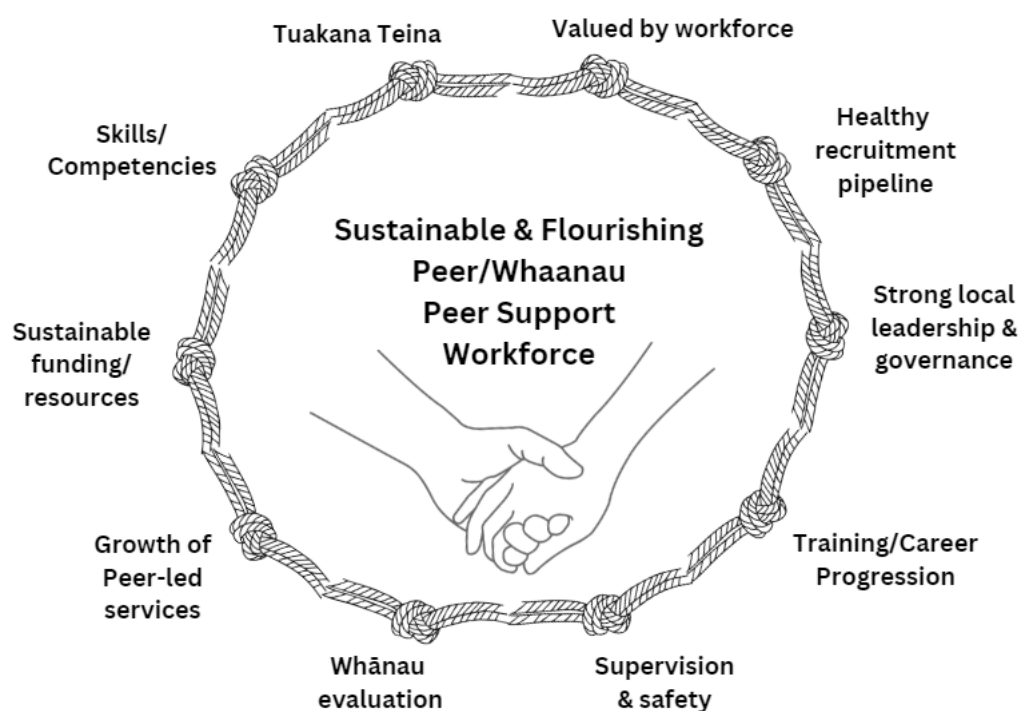 Tuakana Teina
Valued by workforce
Skills/
Competencies
Healthy
recruitment
pipeline
Sustainable & Flourishing
Peer/Whaanau
Peer Support
Workforce
Sustainable
funding/
resources
Strong local
leadership &
governance
Growth of
Peer-led
services
Training/Career
Progression
Whānau
evaluation
Supervision
& safety